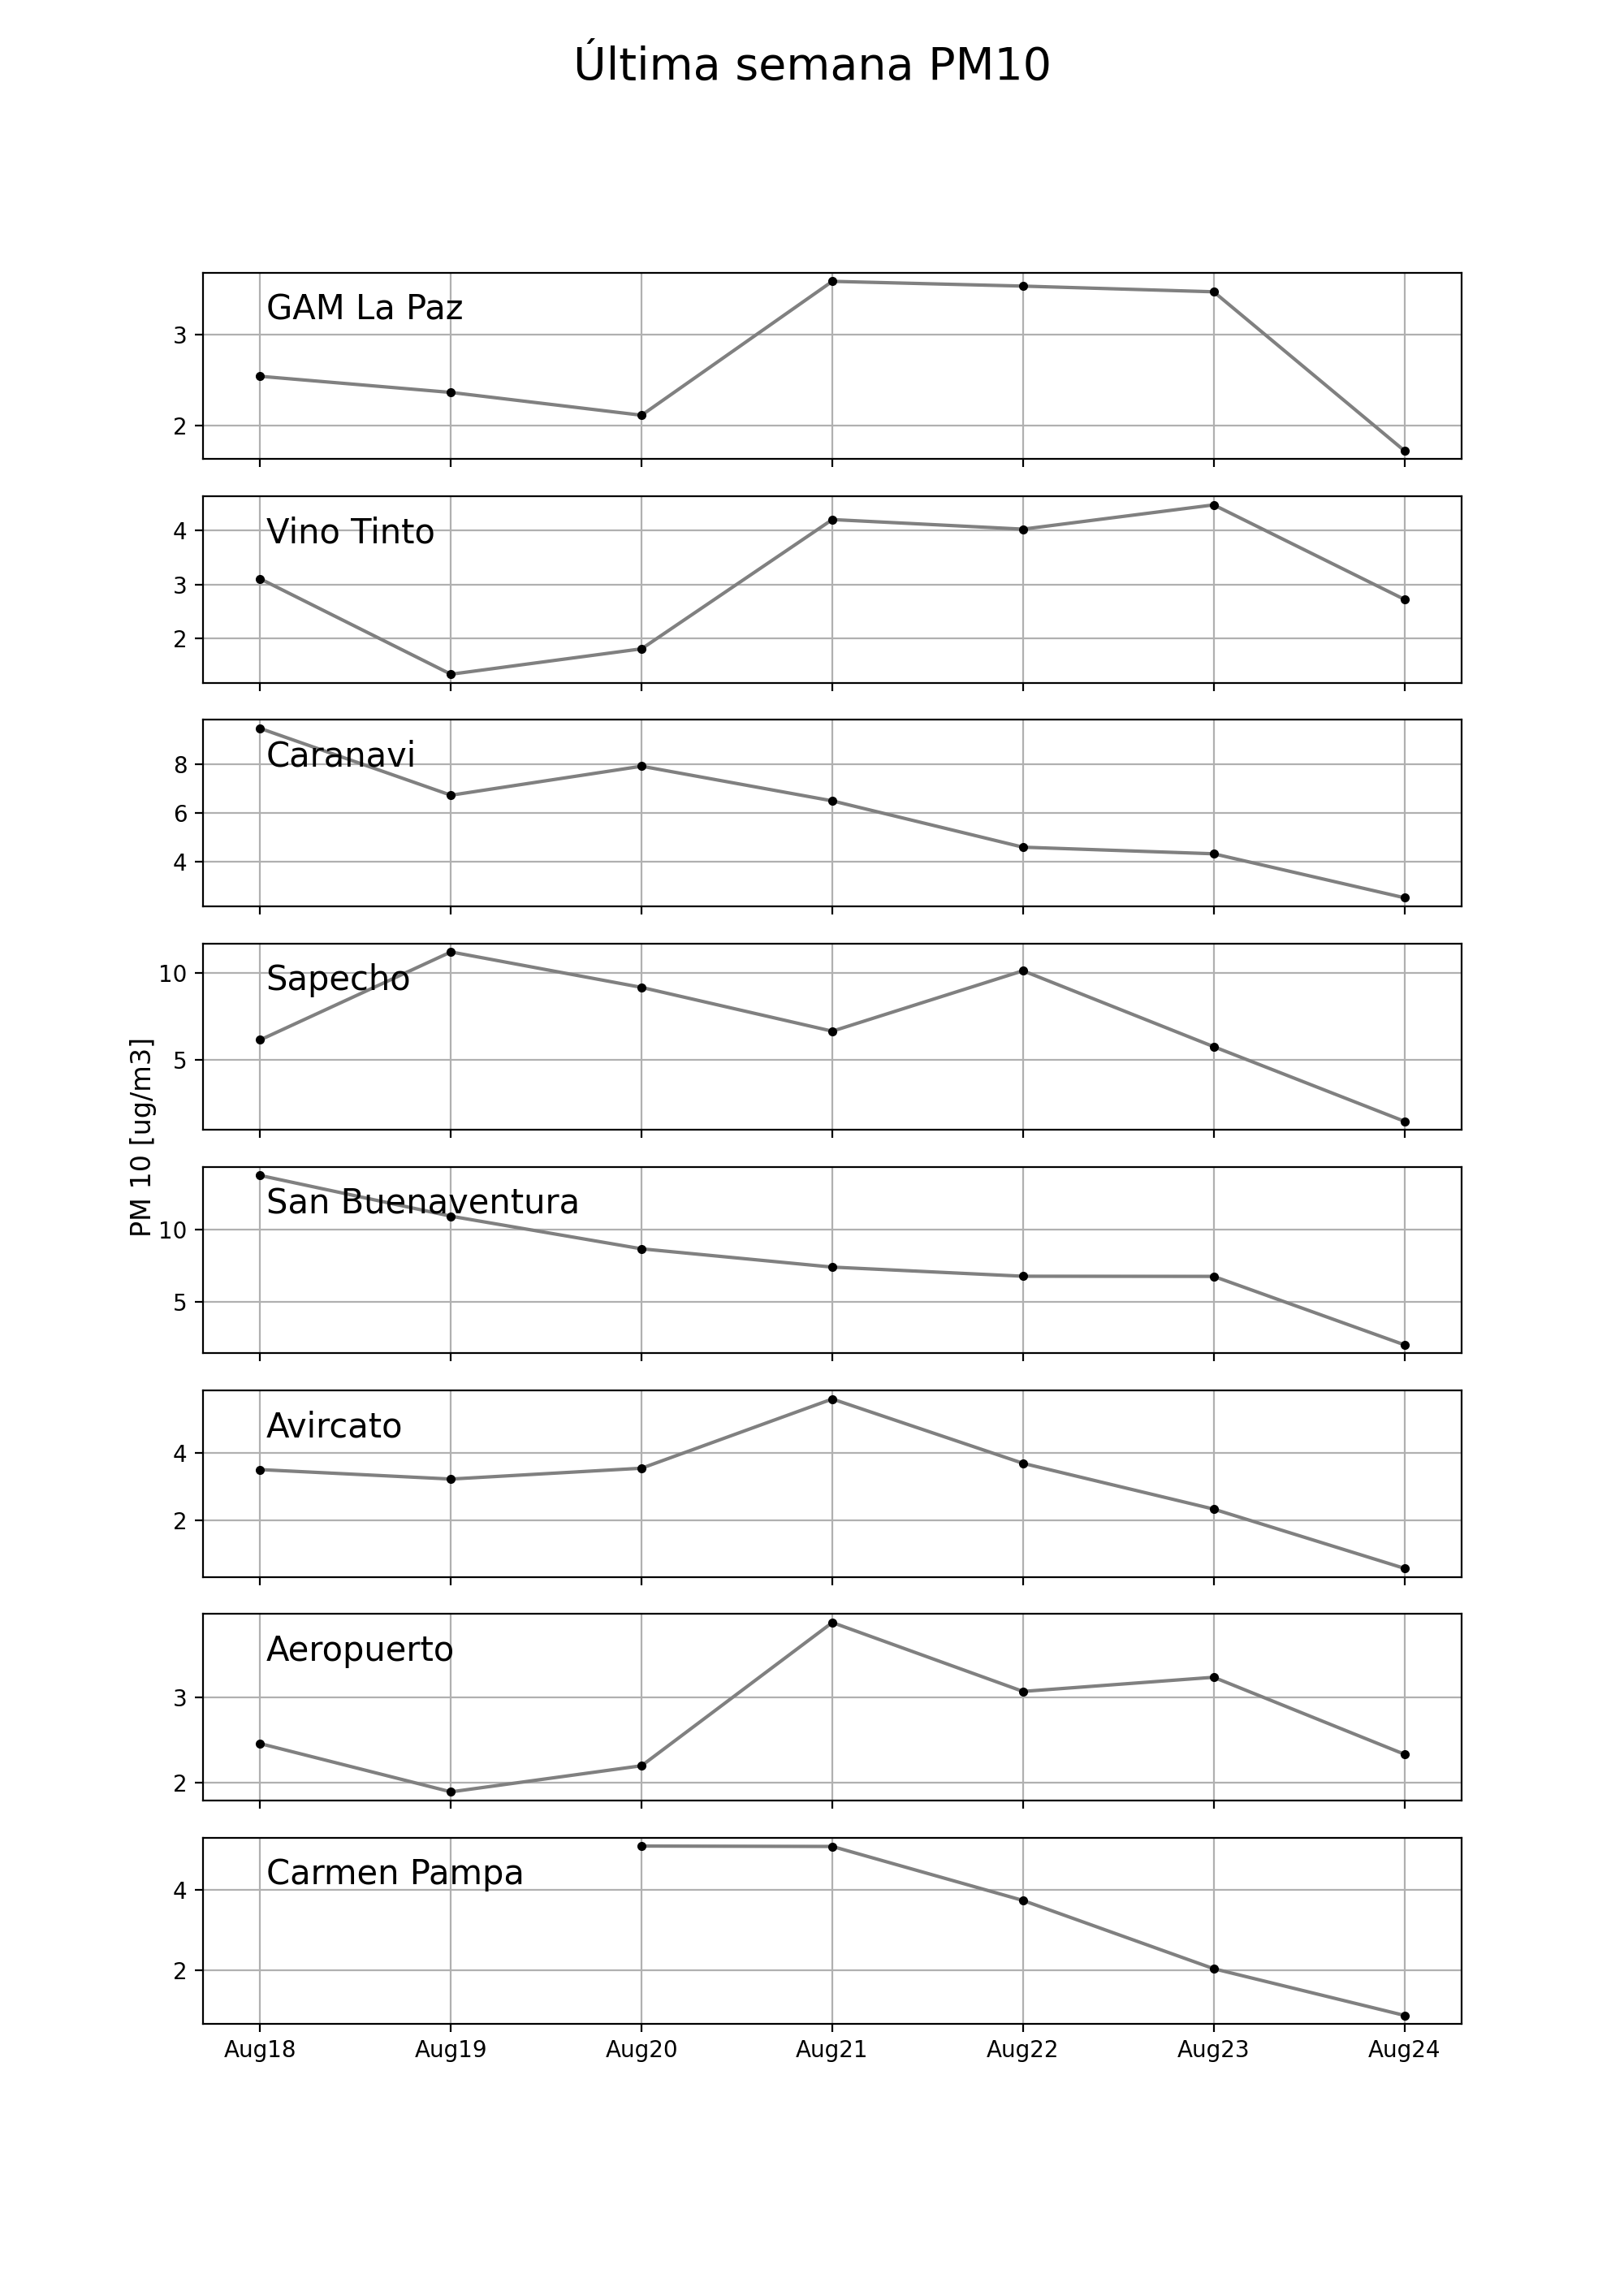 Última semana PM10
GAM La Paz
3
2
Vino Tinto
4
3
2
Caranavi
8
6
4
Sapecho
10
5
PM 10 [ug/m3]
San Buenaventura
10
5
Avircato
4
2
Aeropuerto
3
2
Carmen Pampa
4
2
Aug18 Aug19 Aug20 Aug21 Aug22 Aug23 Aug24